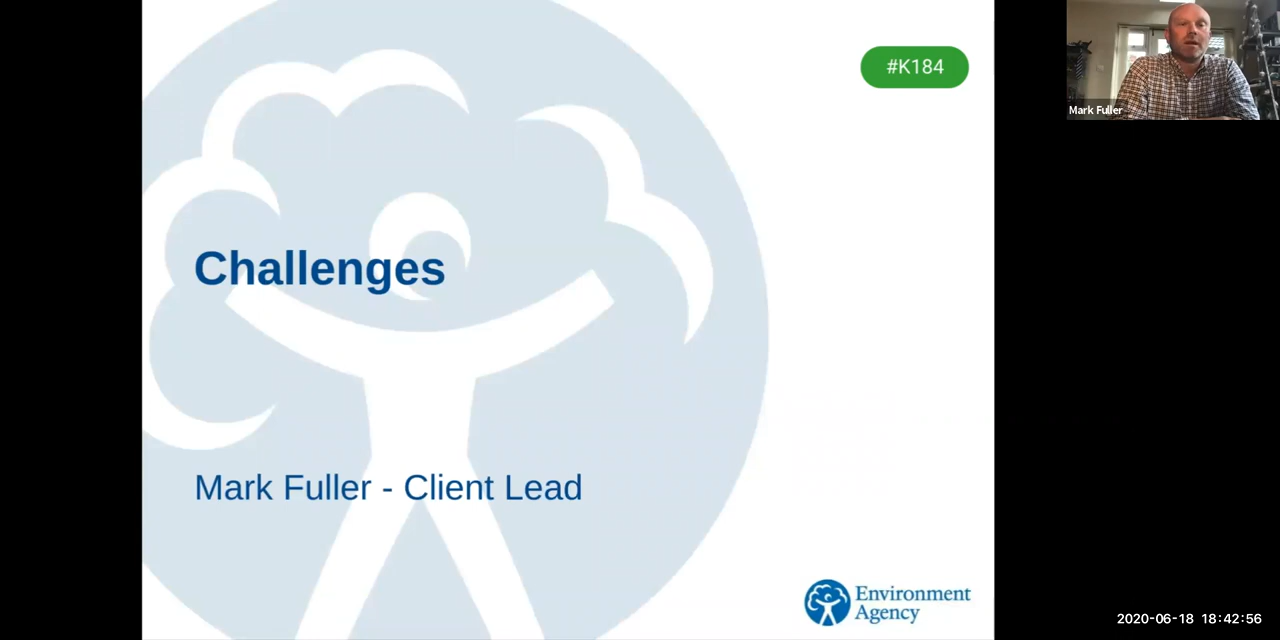 #K184
Mark Fuller
Challenges
Mark Fuller - Client Lead
Environment
Agency
2020-06-18 18:42:56